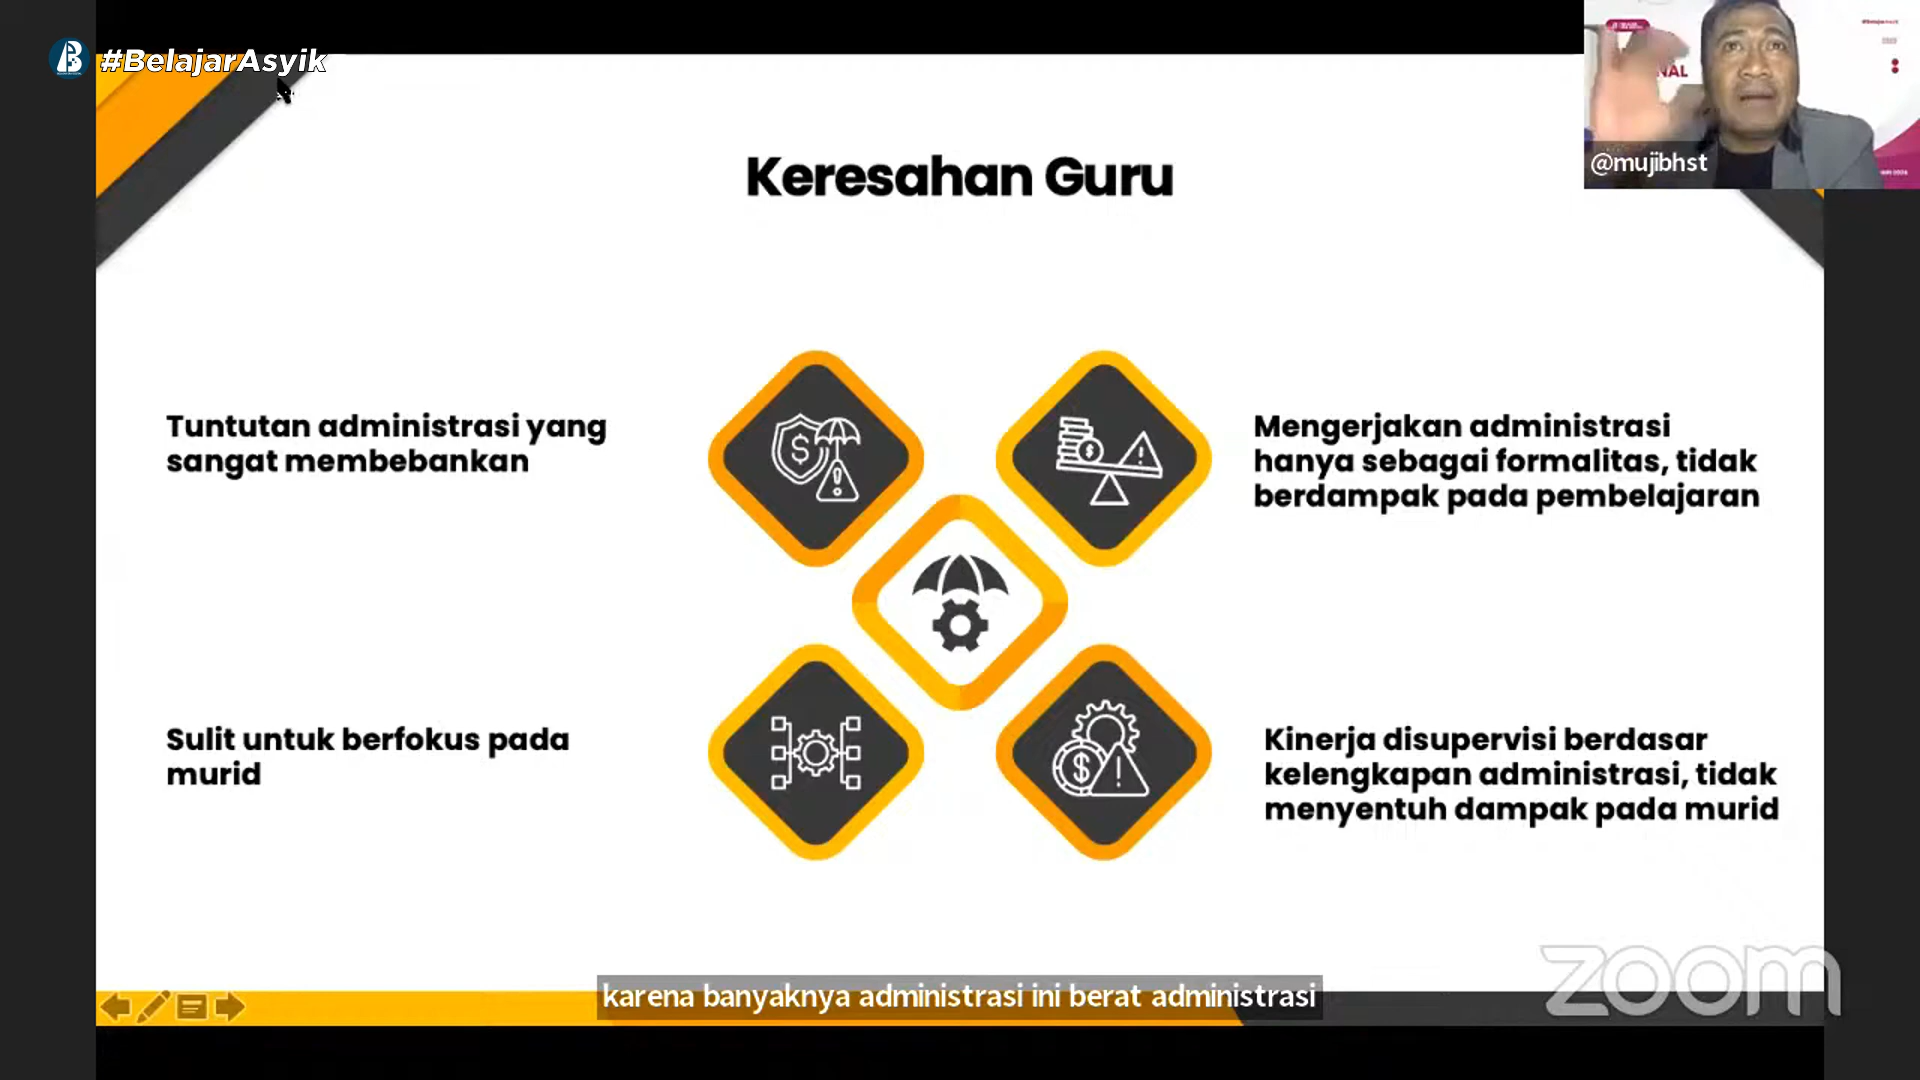 #BelajarAsyik
NAL
@mujibhst
Keresahan Guru
Tuntutan administrasi yang
sangat membebankan
Mengerjakan administrasi
hanya sebagai formalitas, tidak
berdampak pada pembelajaran
Sulit untuk berfokus pada
murid
Kinerja disupervisi berdasar
kelengkapan administrasi, tidak
menyentuh dampak pada murid
karena banyaknya administrasi ini berat administrasi
zoom